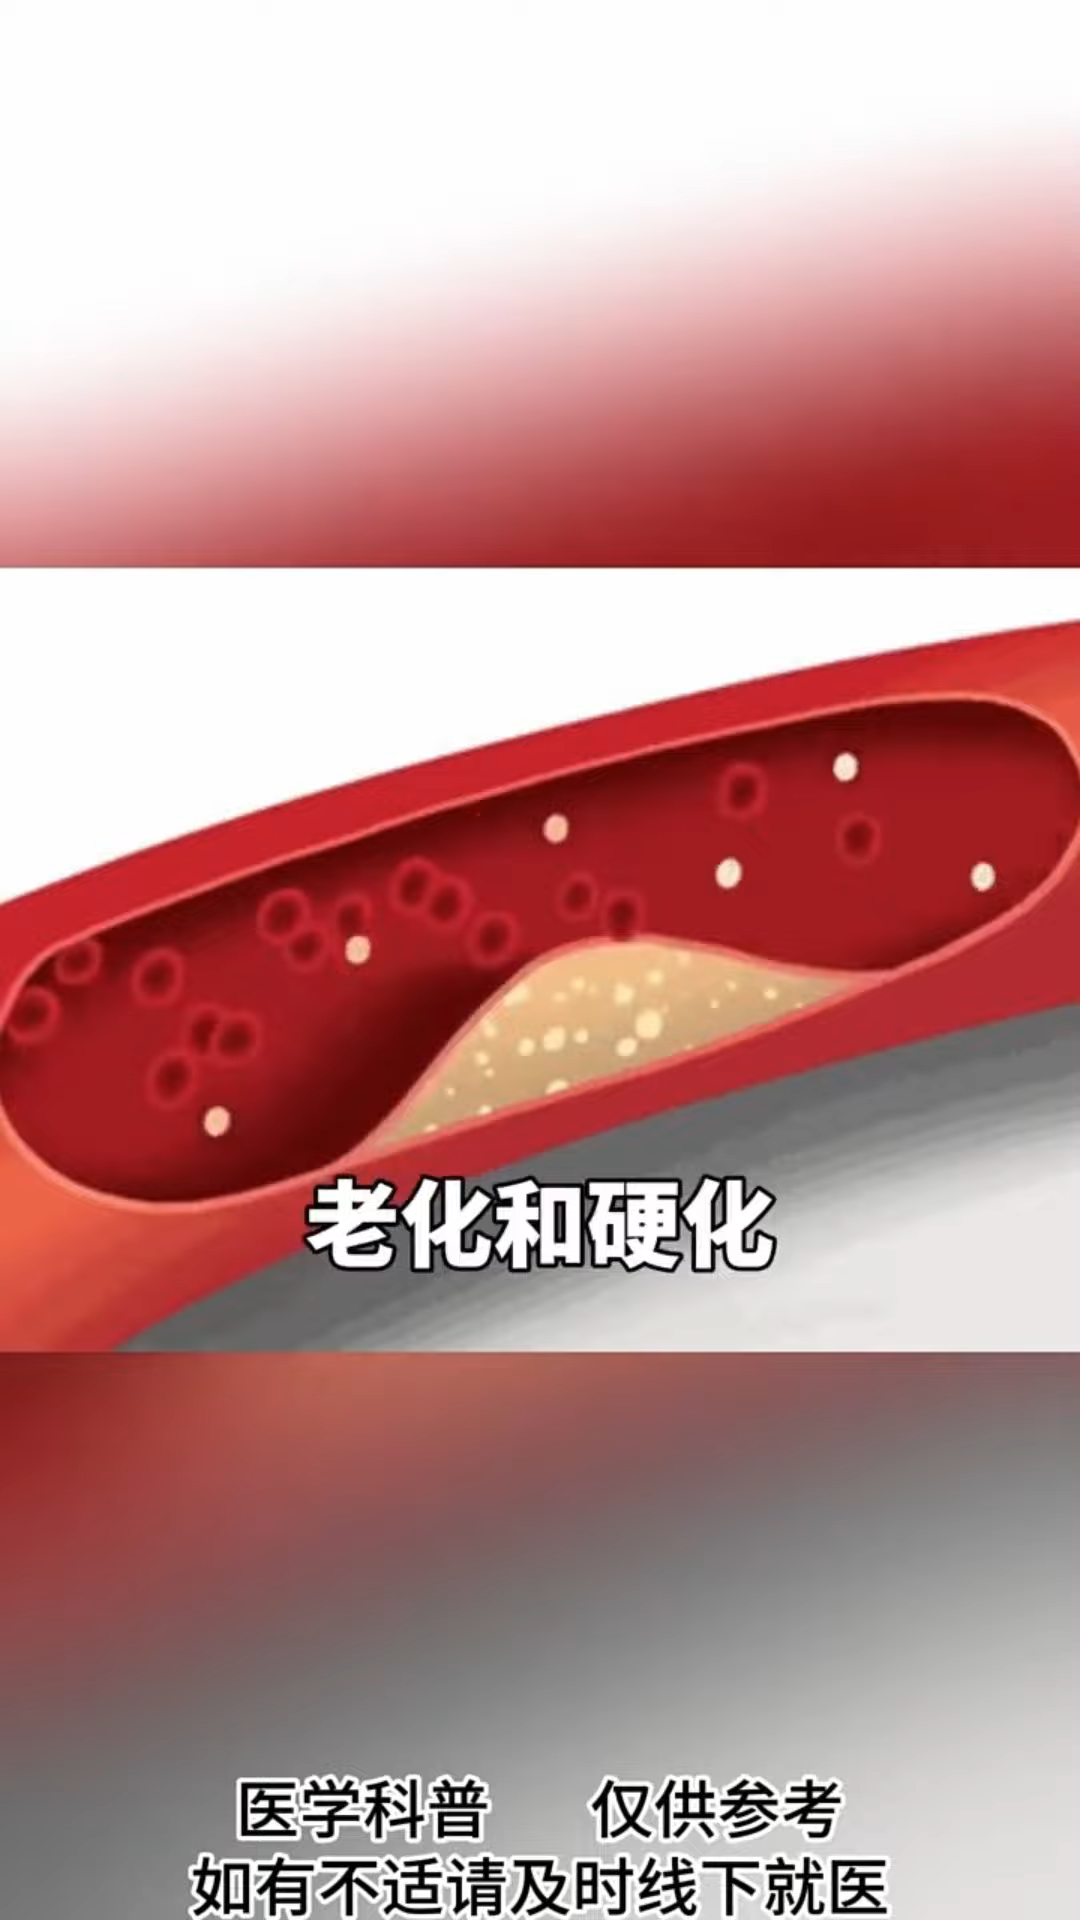 老化和硬化
医学科普 仅供参考
如有不适请及时线下就医